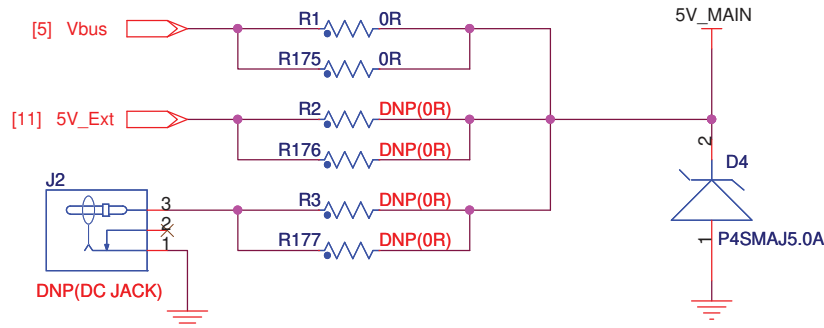 5V_MAIN
R1 0R
[5] Vbus
R175 0R
R2 DNP(0R)
[11] 5V_Ext
R176 DNP(0R)
2
D4
J2
3
R3 DNP(0R)
2
1
R177 DNP(0R)
1
P4SMAJ5.0A
DNP(DC JACK)